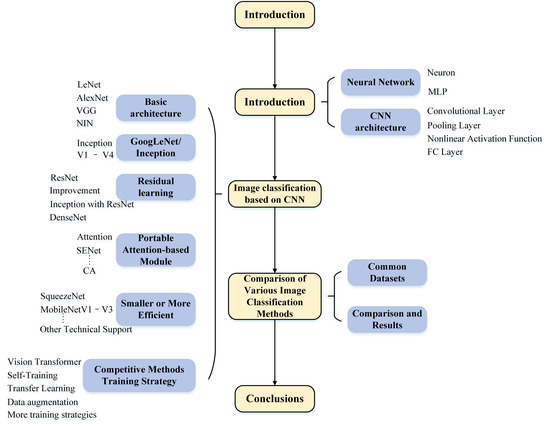 Introduction
Introduction
Neural Network
Neuron
MLP
CNN
architecture
Convolutional Layer
Pooling Layer
Nonlinear Activation Function
FC Layer
Image classification
based on CNN
LeNet
AlexNet
VGG
NIN
Basic
architecture
Inception
V1 - V4
GoogLeNet/
Inception
ResNet
Improvement
Inception with ResNet
DenseNet
Residual
learning
Attention
SENet
CA
Portable
Attention-based
Module
SqueezeNet
MobileNetV1-V3
Other Technical Support
Smaller or More
Efficient
Vision Transformer
Self-Training
Transfer Learning
Data augmentation
More training strategies
Competitive Methods
Training Strategy
Comparison of
Various Image
Classification
Methods
Common
Datasets
Comparison and
Results
Conclusions